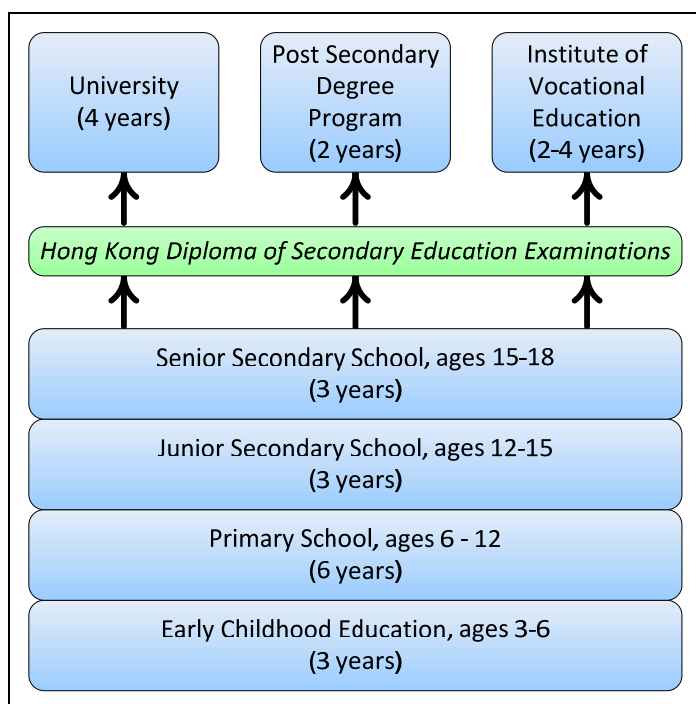 University
(4 years)
Post Secondary
Degree
Program
(2 years)
Institute of
Vocational
Education
(2-4 years)
Hong Kong Diploma of Secondary Education Examinations
Senior Secondary School, ages 15-18
(3 years)
Junior Secondary School, ages 12-15
(3 years)
Primary School, ages 6 - 12
(6 years)
Early Childhood Education, ages 3-6
(3 years)